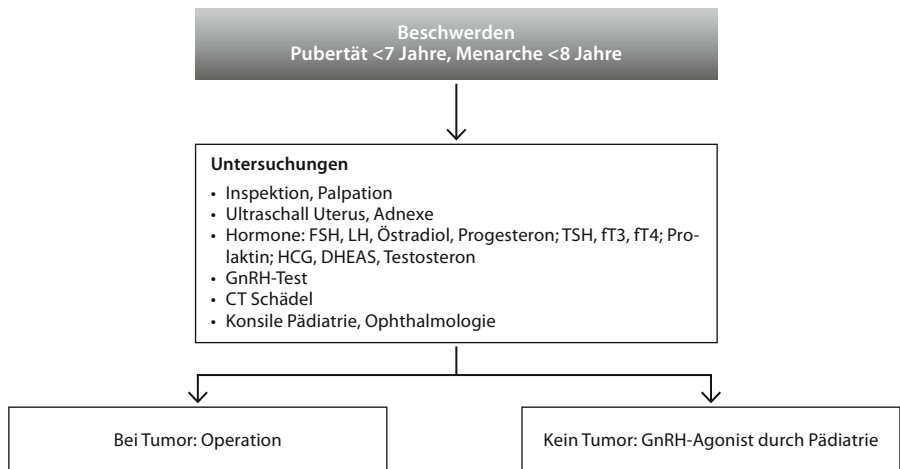 Beschwerden
Pubertät <7 Jahre, Menarche <8 Jahre
Untersuchungen
• Inspektion, Palpation
• Ultraschall Uterus, Adnexe
• Hormone: FSH, LH, Östradiol, Progesteron; TSH, fT3, fT4; Pro-
laktin; HCG, DHEAS, Testosteron
• GnRH-Test
• CT Schädel
• Konsile Pädiatrie, Ophthalmologie
Bei Tumor: Operation
Kein Tumor: GnRH-Agonist durch Pädiatrie